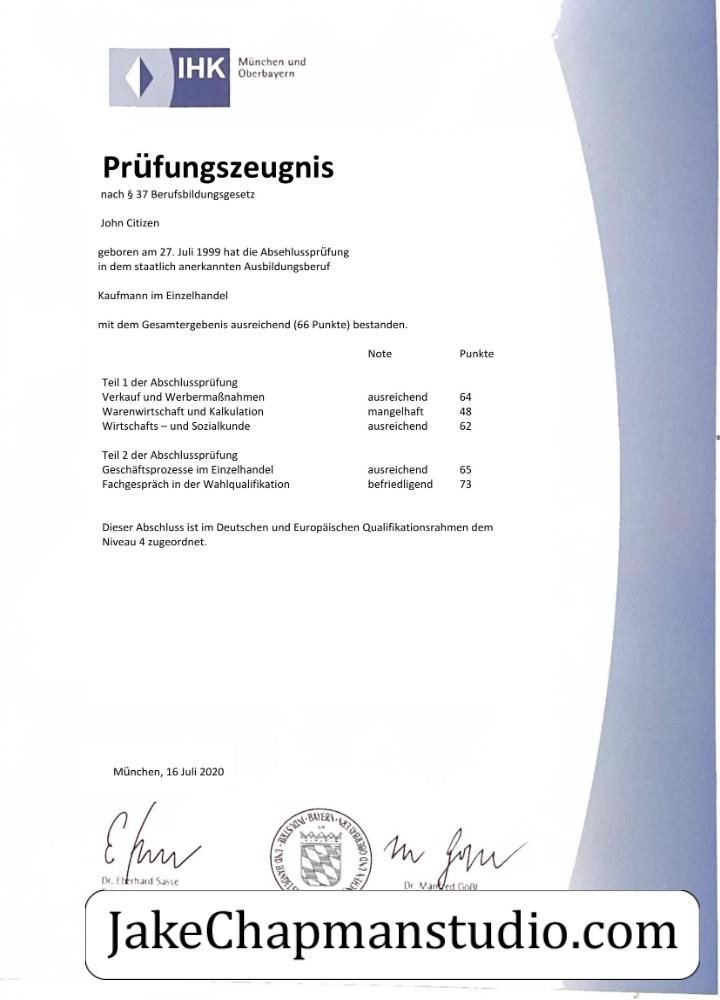 IHK München und
Oberbayern
Prüfungszeugnis
nach § 37 Berufsbildungsgesetz
John Citizen
geboren am 27. Juli 1999 hat die Absehlussprüfung
in dem staatlich anerkannten Ausbildungsberuf
Kaufmann im Einzelhandel
mit dem Gesamtergebenis ausreichend (66 Punkte) bestanden.
Note Punkte
Teil 1 der Abschlussprüfung
Verkauf und Werbermaßnahmen ausreichend 64
Warenwirtschaft und Kalkulation mangelhaft 48
Wirtschafts – und Sozialkunde ausreichend 62
Teil 2 der Abschlussprüfung
Geschäftsprozesse im Einzelhandel ausreichend 65
Fachgespräch in der Wahlqualifikation befriedigend 73
Dieser Abschluss ist im Deutschen und Europäischen Qualifikationsrahmen dem
Niveau 4 zugeordnet.
München, 16 Juli 2020
BAYERN
Dr. Eberhard Sasse
Dr. Manfred Gößl
JakeChapmanstudio.com